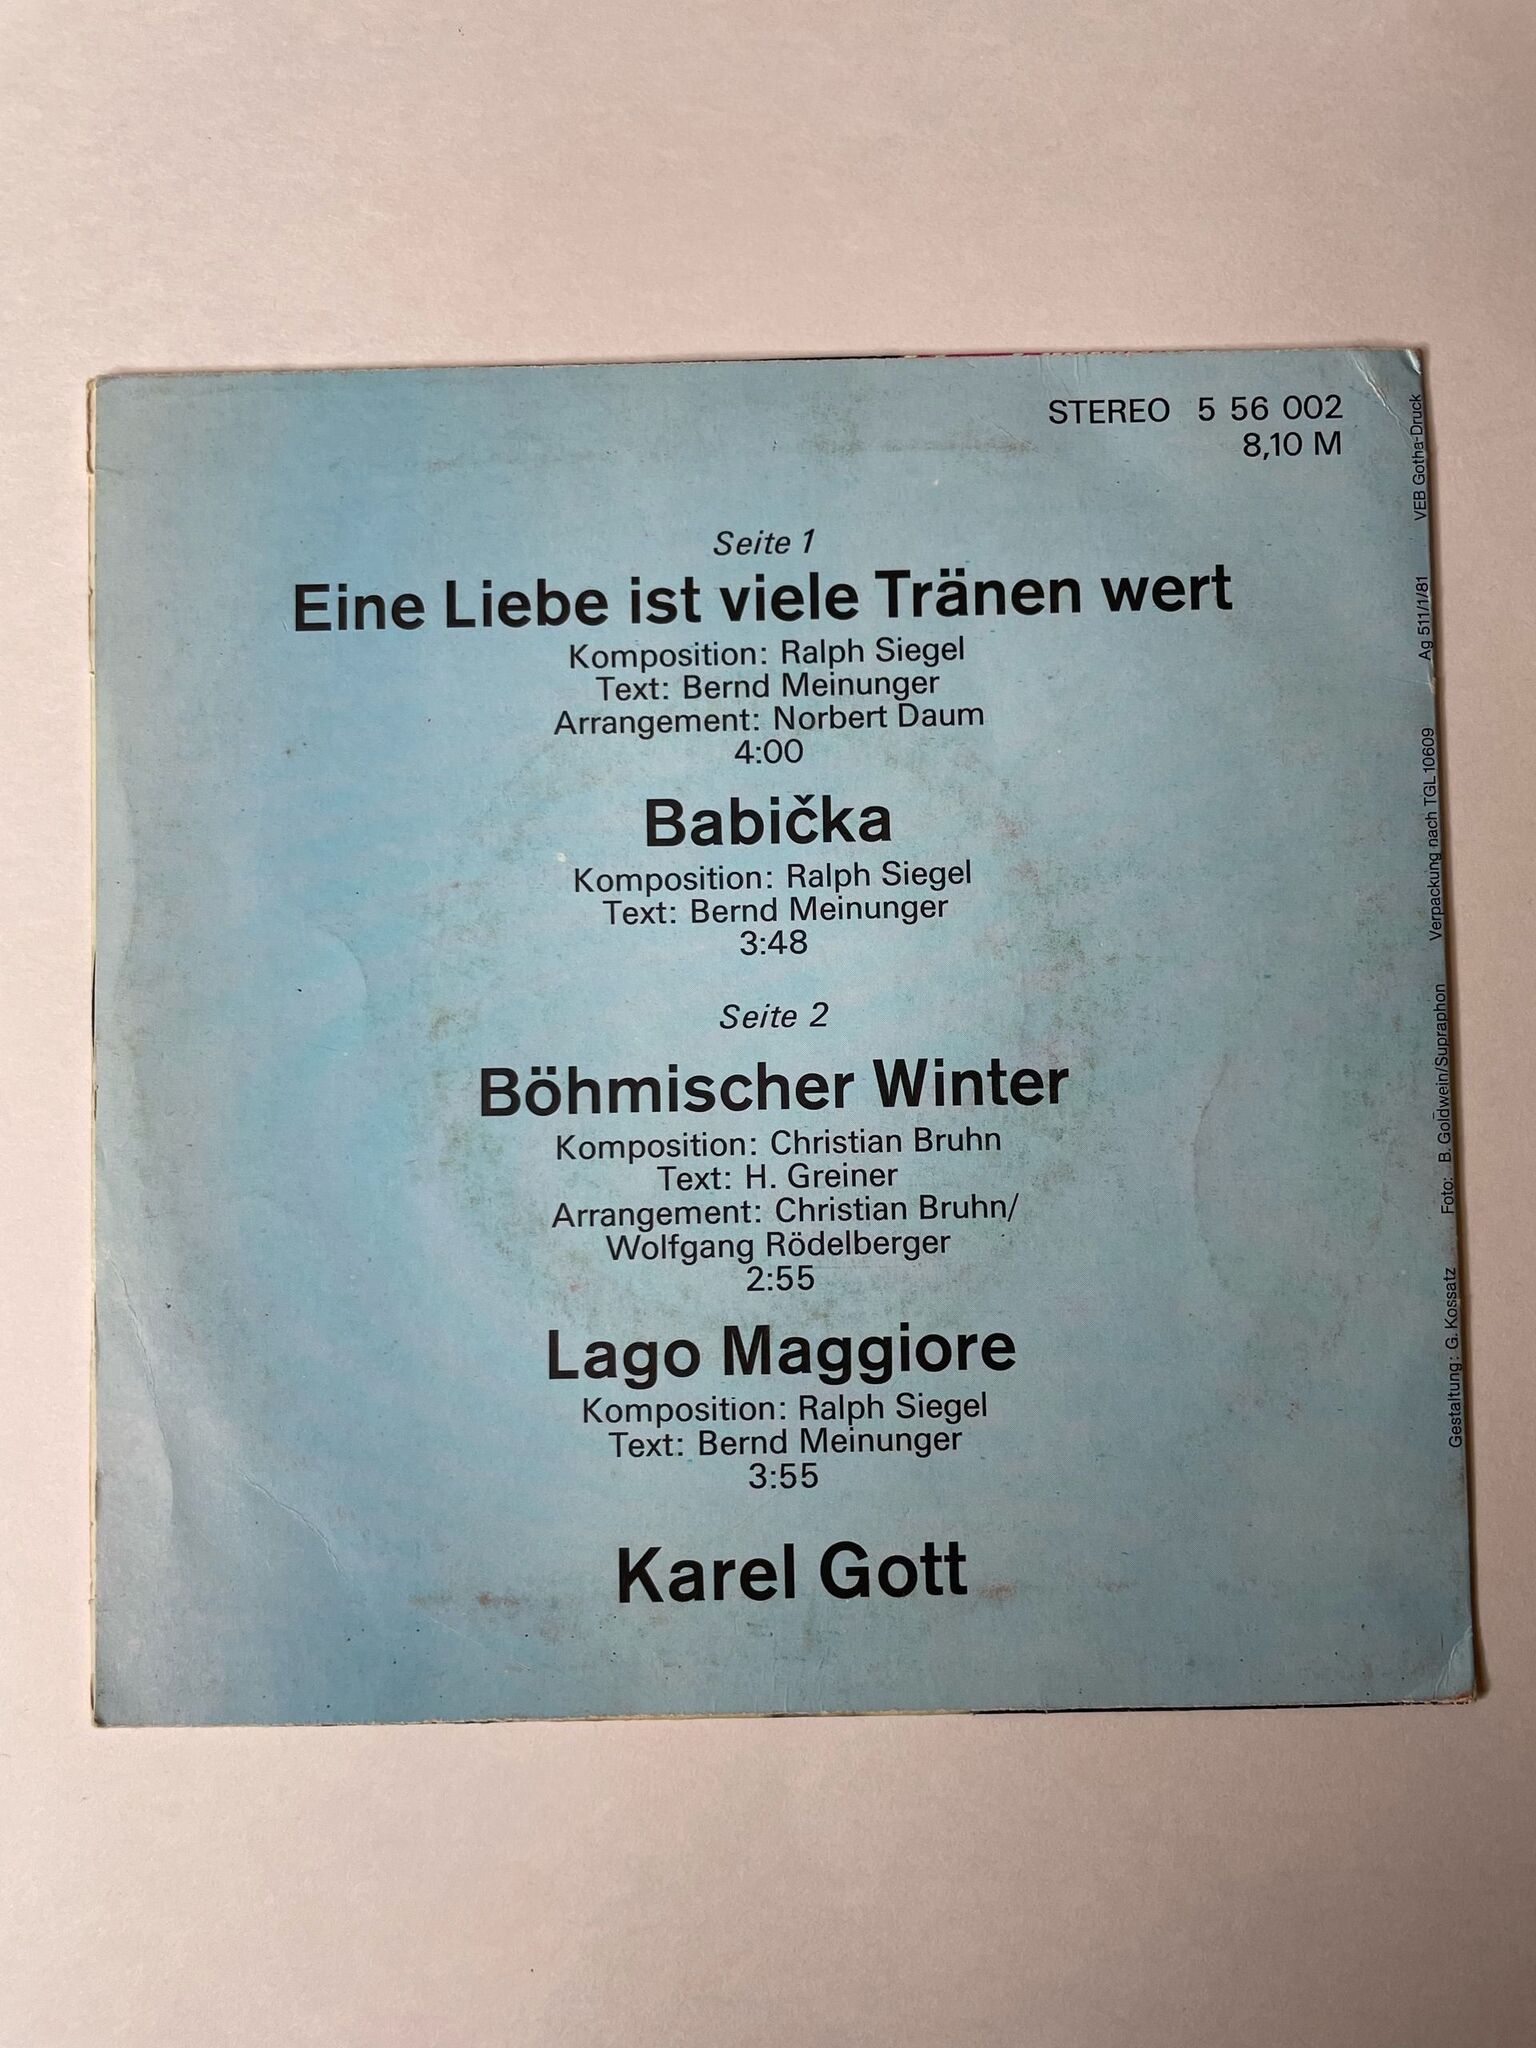 STEREO 5 56 002
8,10 M
Seite 1
Eine Liebe ist viele Tränen wert
Komposition: Ralph Siegel
Text: Bernd Meinunger
Arrangement: Norbert Daum
4:00
Babička
Komposition: Ralph Siegel
Text: Bernd Meinunger
3:48
Seite 2
Böhmischer Winter
Komposition: Christian Bruhn
Text: H. Greiner
Arrangement: Christian Bruhn/
Wolfgang Rödelberger
2:55
Lago Maggiore
Komposition: Ralph Siegel
Text: Bernd Meinunger
3:55
Karel Gott
Gestaltung: G. Kossatz Foto: B. Goldwein/Supraphon Verpackung nach TGL 10609 Ag 511/1/81 VEB Gotha-Druck